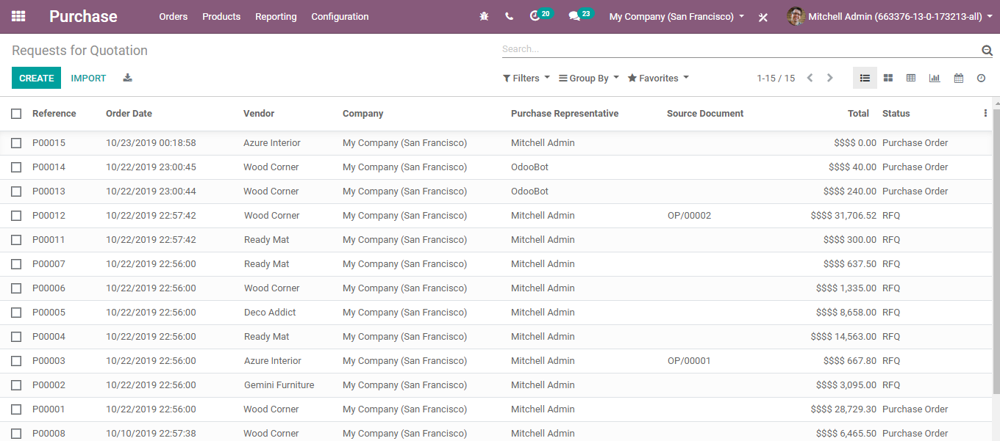 Purchase Orders Products Reporting Configuration 20 23 My Company (San Francisco) Mitchell Admin (663376-13-0-173213-all)
Requests for Quotation Search...
CREATE IMPORT Filters Group By Favorites 1-15 / 15
Reference Order Date Vendor Company Purchase Representative Source Document Total Status
P00015 10/23/2019 00:18:58 Azure Interior My Company (San Francisco) Mitchell Admin $$$$ 0.00 Purchase Order
P00014 10/22/2019 23:00:45 Wood Corner My Company (San Francisco) OdooBot $$$$ 40.00 Purchase Order
P00013 10/22/2019 23:00:44 Wood Corner My Company (San Francisco) OdooBot $$$$ 240.00 Purchase Order
P00012 10/22/2019 22:57:42 Wood Corner My Company (San Francisco) Mitchell Admin OP/00002 $$$$ 31,706.52 RFQ
P00011 10/22/2019 22:57:42 Ready Mat My Company (San Francisco) Mitchell Admin $$$$ 300.00 RFQ
P00007 10/22/2019 22:56:00 Ready Mat My Company (San Francisco) Mitchell Admin $$$$ 637.50 RFQ
P00006 10/22/2019 22:56:00 Wood Corner My Company (San Francisco) Mitchell Admin $$$$ 1,335.00 RFQ
P00005 10/22/2019 22:56:00 Deco Addict My Company (San Francisco) Mitchell Admin $$$$ 8,658.00 RFQ
P00004 10/22/2019 22:56:00 Ready Mat My Company (San Francisco) Mitchell Admin $$$$ 14,563.00 RFQ
P00003 10/22/2019 22:56:00 Azure Interior My Company (San Francisco) Mitchell Admin OP/00001 $$$$ 667.80 RFQ
P00002 10/22/2019 22:56:00 Gemini Furniture My Company (San Francisco) Mitchell Admin $$$$ 3,095.00 RFQ
P00001 10/22/2019 22:56:00 Wood Corner My Company (San Francisco) Mitchell Admin $$$$ 28,729.30 Purchase Order
P00008 10/10/2019 22:57:38 Wood Corner My Company (San Francisco) Mitchell Admin $$$$ 6,465.50 Purchase Order